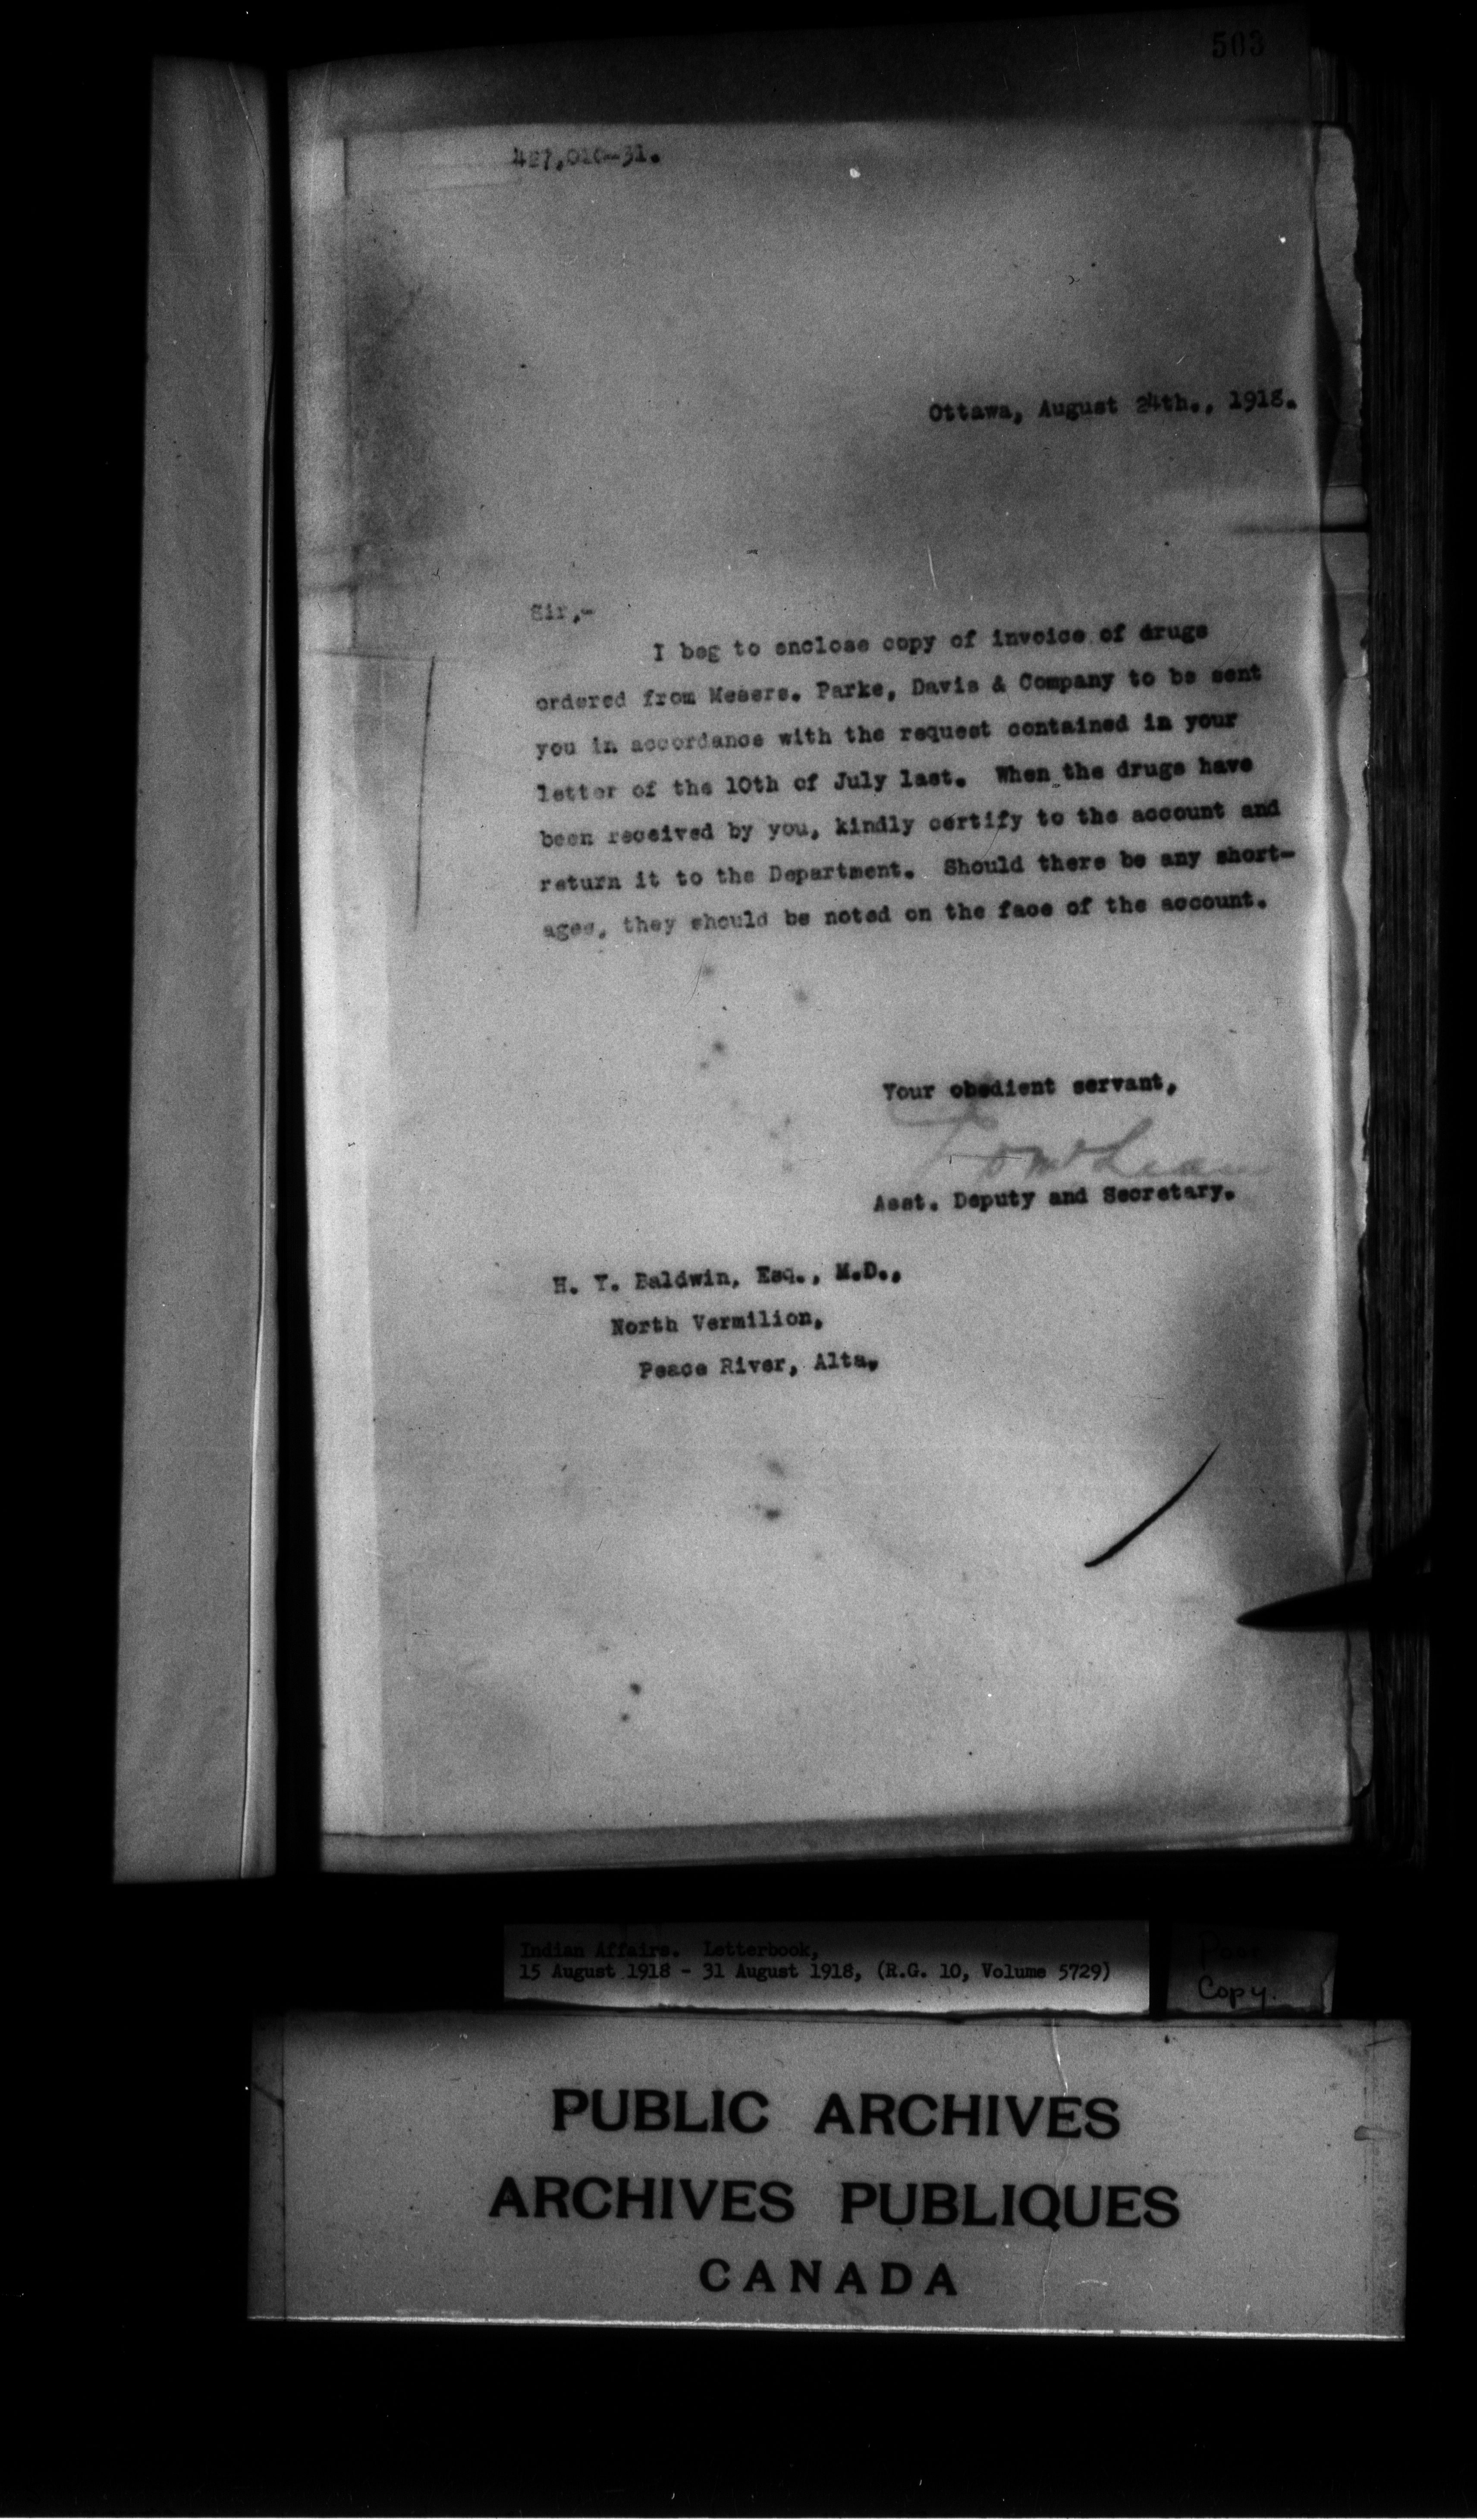 503
427,010-31.
Ottawa, August 24th., 1918.
Sir,-
I beg to enclose copy of invoice of drugs
ordered from Messrs. Parke, Davis & Company to be sent
you in accordance with the request contained in your
letter of the 10th of July last. When the drugs have
been received by you, kindly certify to the account and
return it to the Department. Should there be any short-
ages, they should be noted on the face of the account.
Your obedient servant,
McLean
Asst. Deputy and Secretary.
H. Y. Baldwin, Esq., M.D.,
North Vermilion,
Peace River, Alta.
Indian Affairs. Letterbook,
15 August 1918 - 31 August 1918, (R.G. 10, Volume 5729)
Poor
Copy.
PUBLIC ARCHIVES
ARCHIVES PUBLIQUES
CANADA